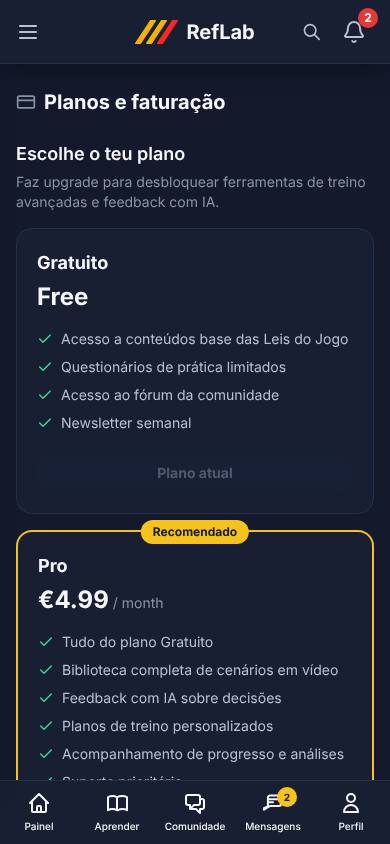 RefLab
2
Planos e faturação
Escolhe o teu plano
Faz upgrade para desbloquear ferramentas de treino
avançadas e feedback com IA.
Gratuito
Free
Acesso a conteúdos base das Leis do Jogo
Questionários de prática limitados
Acesso ao fórum da comunidade
Newsletter semanal
Plano atual
Recomendado
Pro
€4.99 / month
Tudo do plano Gratuito
Biblioteca completa de cenários em vídeo
Feedback com IA sobre decisões
Planos de treino personalizados
Acompanhamento de progresso e análises
2
Painel
Aprender
Comunidade
Mensagens
Perfil